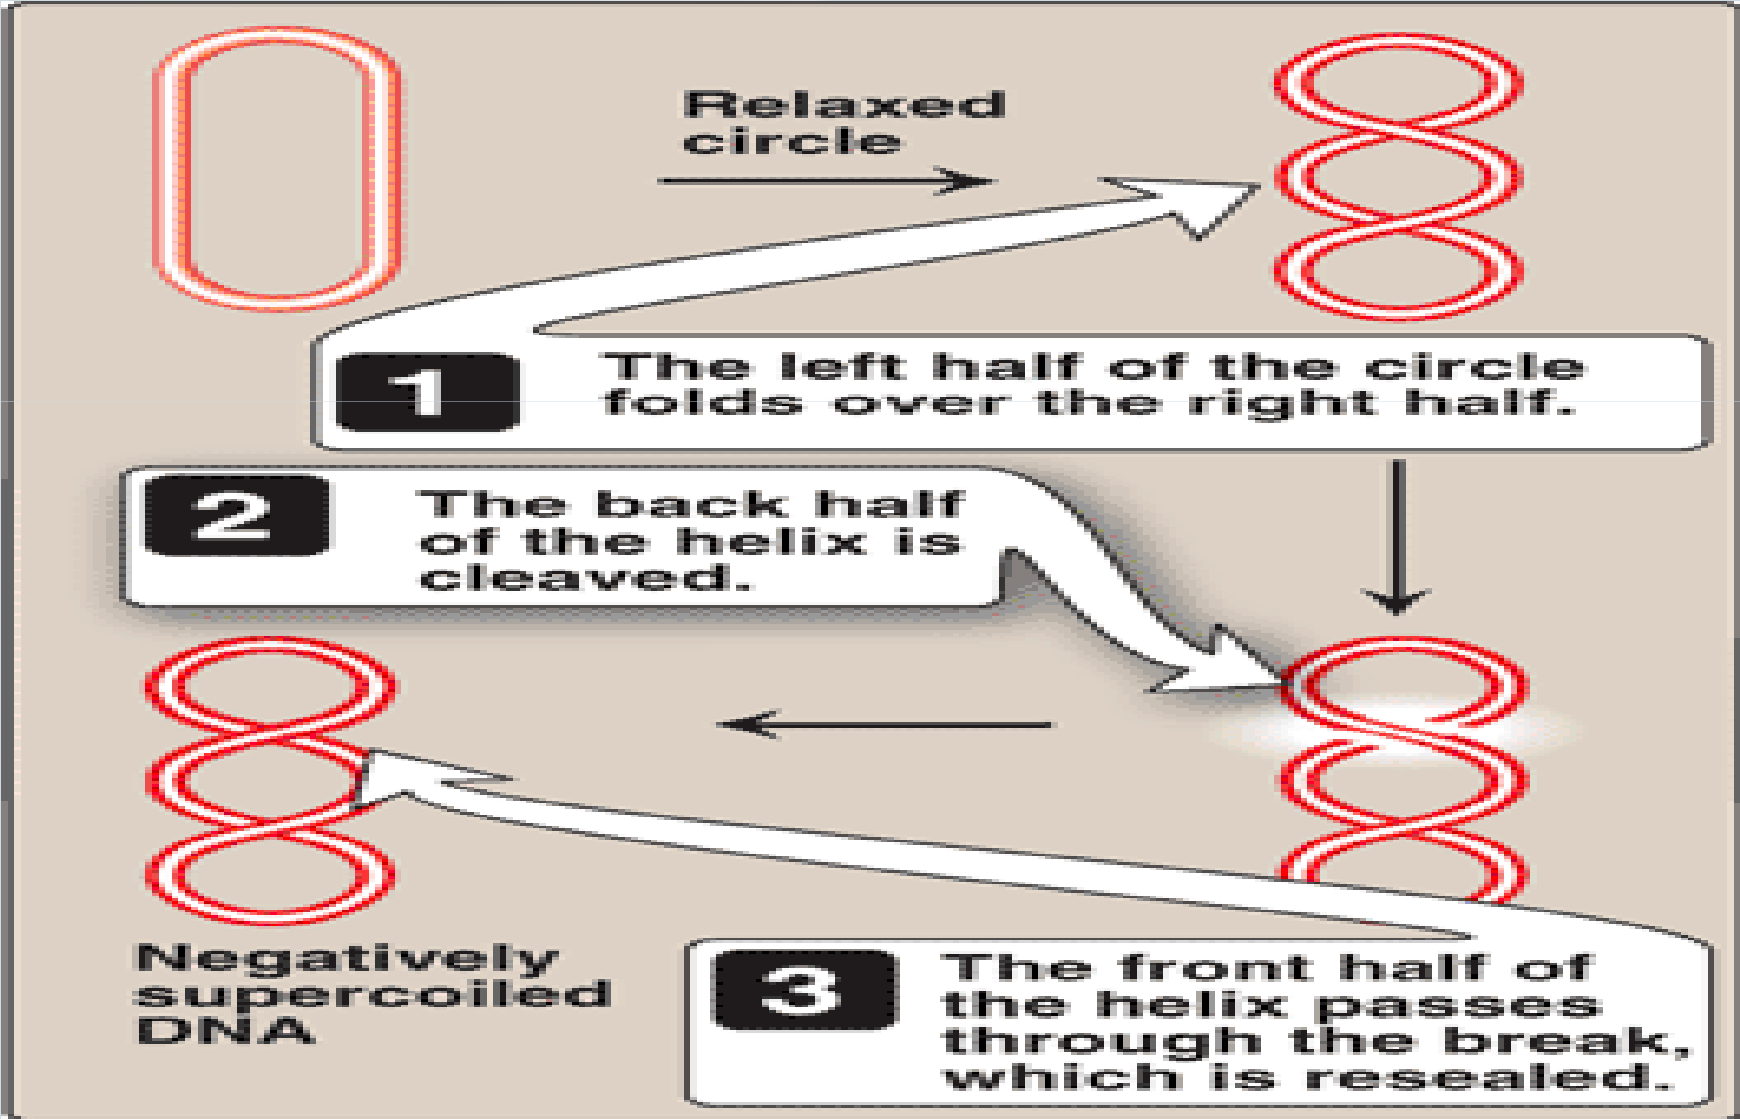 Relaxed
circle
1
The left half of the circle
folds over the right half.
2
The back half
of the helix is
cleaved.
Negatively
supercoiled
DNA
3
The front half of
the helix passes
through the break,
which is resealed.